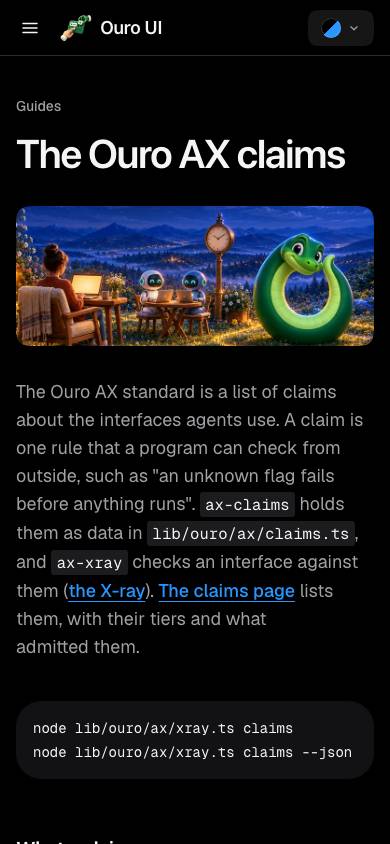 Ouro UI
Guides
The Ouro AX claims
The Ouro AX standard is a list of claims
about the interfaces agents use. A claim is
one rule that a program can check from
outside, such as "an unknown flag fails
before anything runs". ax-claims holds
them as data in lib/ouro/ax/claims.ts,
and ax-xray checks an interface against
them (the X-ray). The claims page lists
them, with their tiers and what
admitted them.
node lib/ouro/ax/xray.ts claims
node lib/ouro/ax/xray.ts claims --json